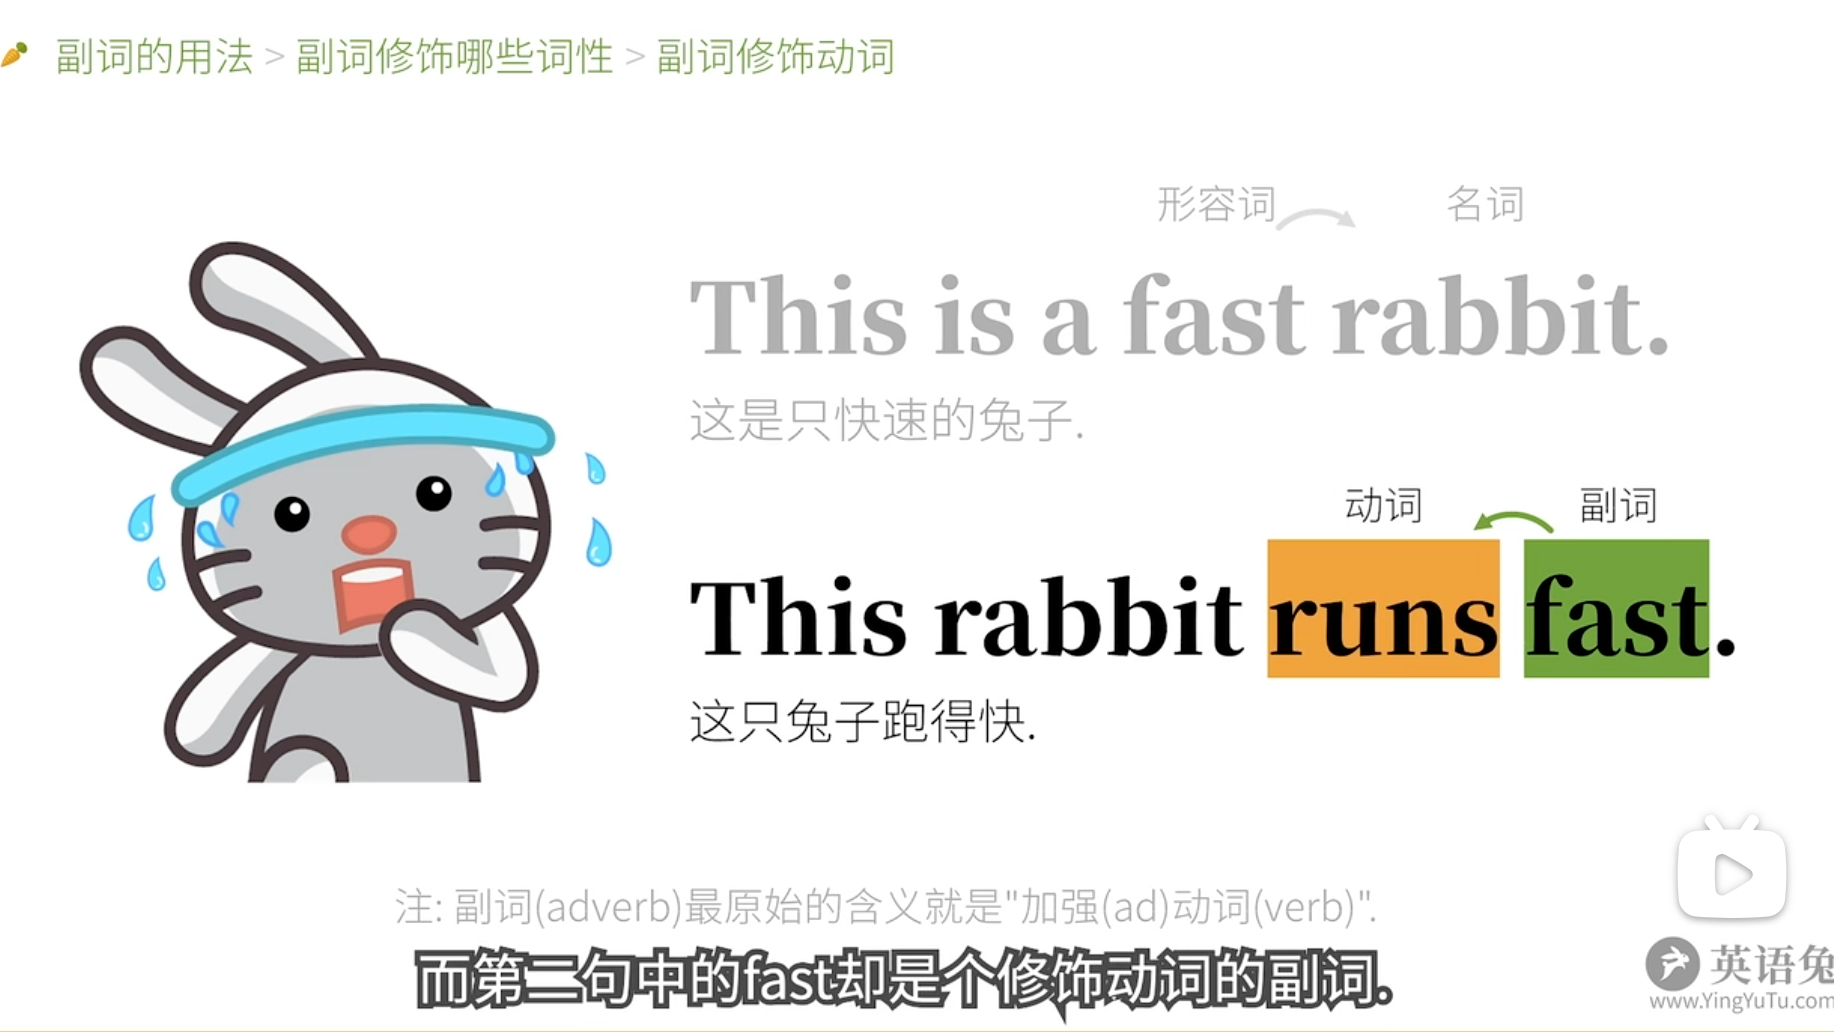 副词的用法 > 副词修饰哪些词性 > 副词修饰动词
形容词 名词
This is a fast rabbit.
这是只快速的兔子.
动词 副词
This rabbit runs fast.
这只兔子跑得快.
注: 副词(adverb)最原始的含义就是"加强(ad)动词(verb)".
而第二句中的fast却是个修饰动词的副词.
英语兔
www.YingYuTu.com